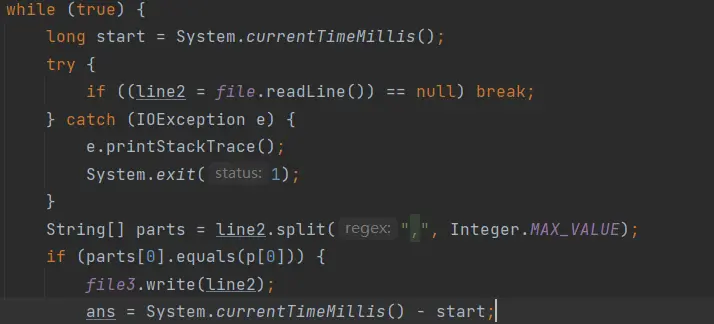 while (true) {
long start = System.currentTimeMillis();
try {
if ((line2 = file.readLine()) == null) break;
} catch (IOException e) {
e.printStackTrace();
System.exit( status: 1);
}
String[] parts = line2.split( regex: ",", Integer.MAX_VALUE);
if (parts[0].equals(p[0])) {
file3.write(line2);
ans = System.currentTimeMillis() - start;